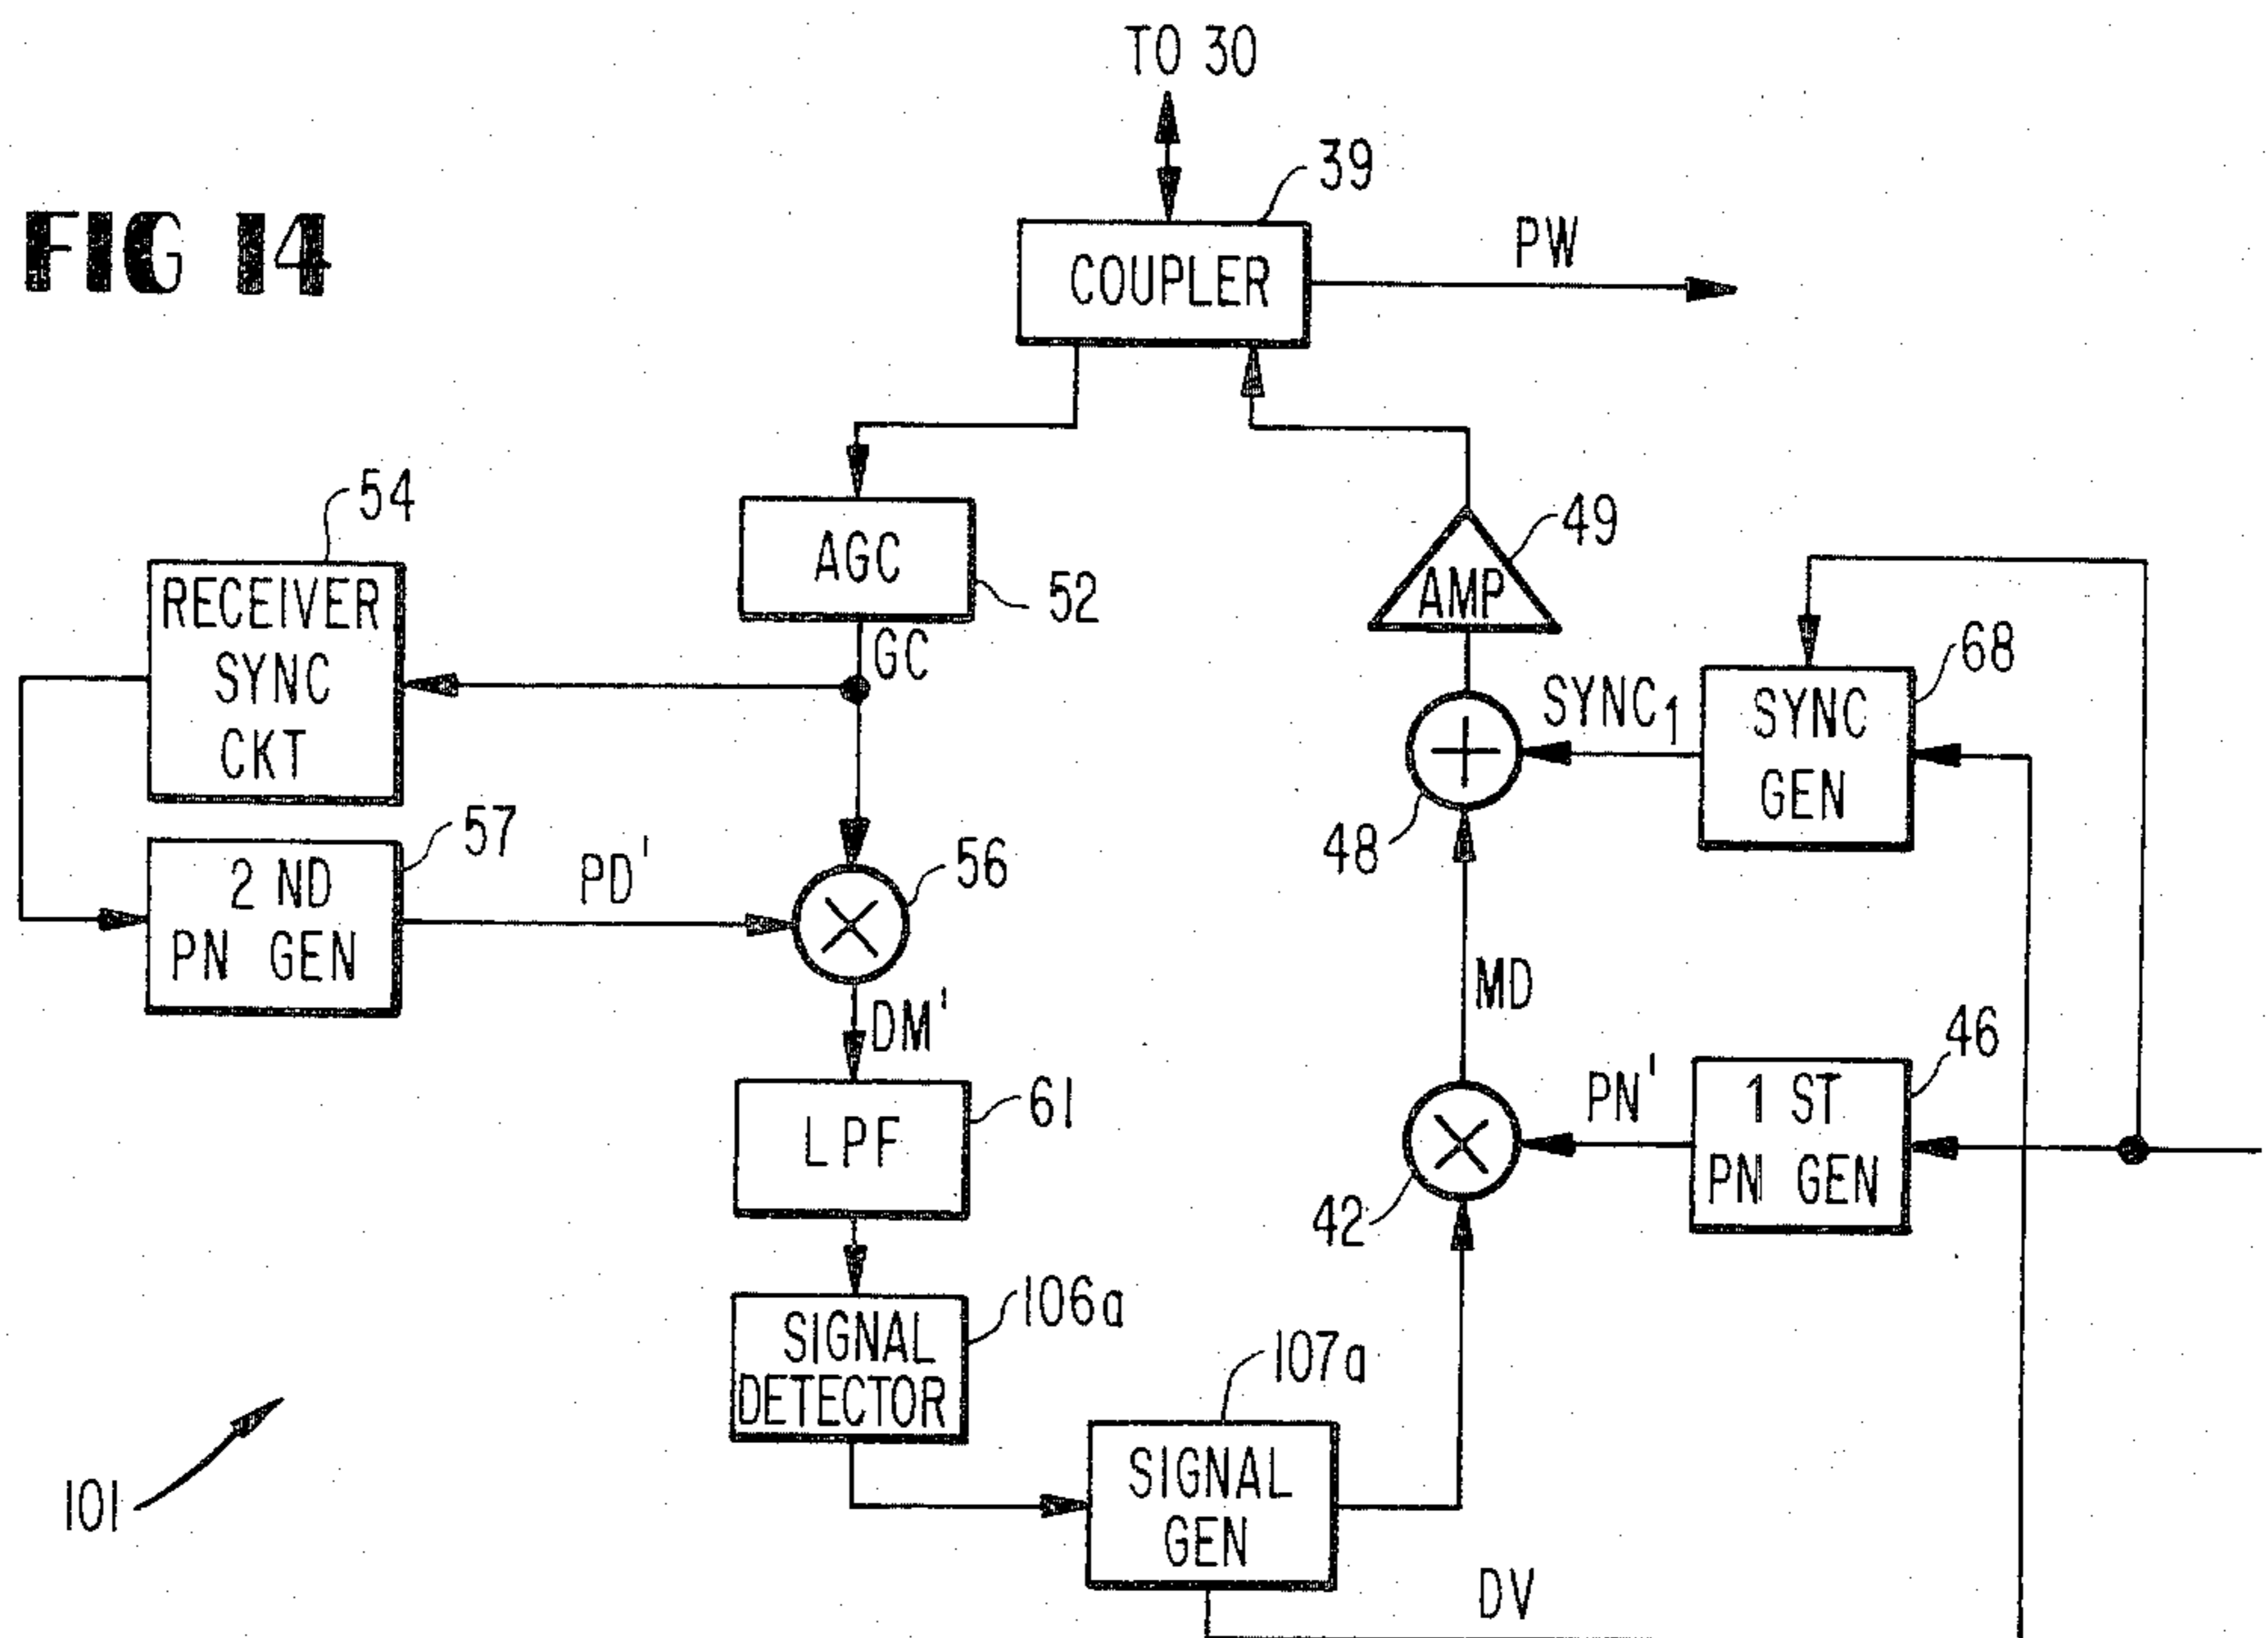 TO 30
39
FIG 14
COUPLER
PW
54
AGC
52
49
AMP
RECEIVER
SYNC
CKT
GC
68
SYNC1
SYNC
GEN
48
57
2 ND
PN GEN
PD'
56
MD
DM'
46
PN'
1 ST
PN GEN
61
LPF
42
106a
SIGNAL
DETECTOR
107a
SIGNAL
GEN
101
DV